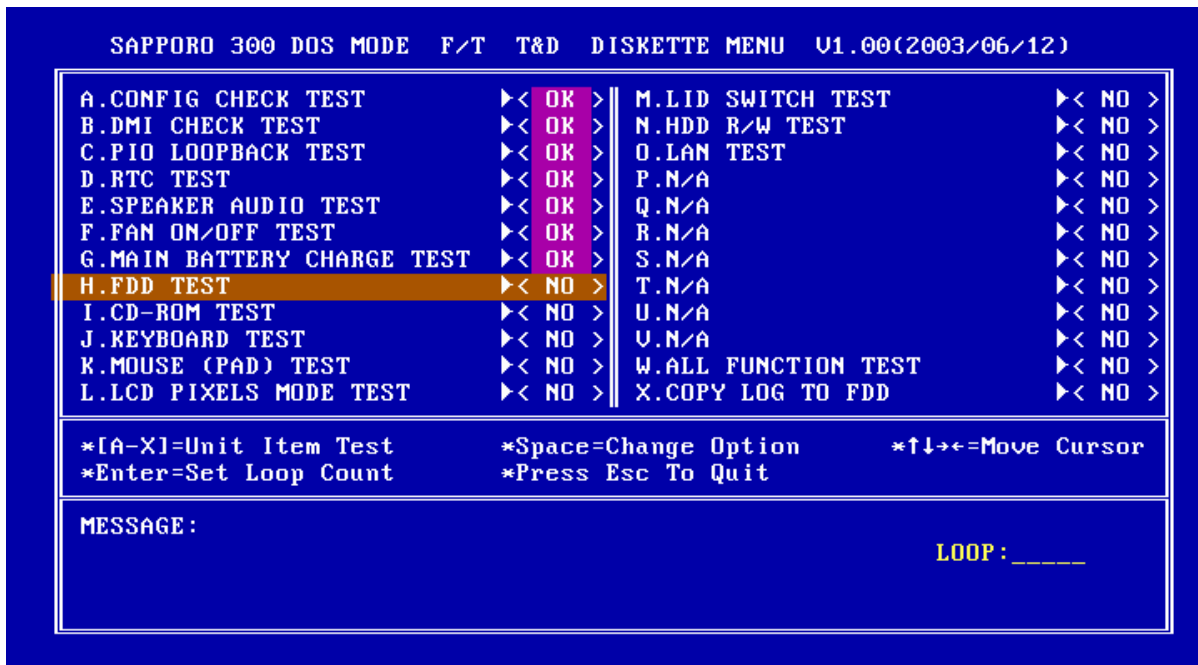 SAPPORO 300 DOS MODE F/T T&D DISKETTE MENU V1.00(2003/06/12)
A.CONFIG CHECK TEST ►< OK >
B.DMI CHECK TEST ►< OK >
C.PIO LOOPBACK TEST ►< OK >
D.RTC TEST ►< OK >
E.SPEAKER AUDIO TEST ►< OK >
F.FAN ON/OFF TEST ►< OK >
G.MAIN BATTERY CHARGE TEST ►< OK >
H.FDD TEST ►< NO >
I.CD-ROM TEST ►< NO >
J.KEYBOARD TEST ►< NO >
K.MOUSE (PAD) TEST ►< NO >
L.LCD PIXELS MODE TEST ►< NO >
M.LID SWITCH TEST ►< NO >
N.HDD R/W TEST ►< NO >
O.LAN TEST ►< NO >
P.N/A ►< NO >
Q.N/A ►< NO >
R.N/A ►< NO >
S.N/A ►< NO >
T.N/A ►< NO >
U.N/A ►< NO >
V.N/A ►< NO >
W.ALL FUNCTION TEST ►< NO >
X.COPY LOG TO FDD ►< NO >
*[A-X]=Unit Item Test *Space=Change Option *↑↓→←=Move Cursor
*Enter=Set Loop Count *Press Esc To Quit
MESSAGE:
LOOP:_____